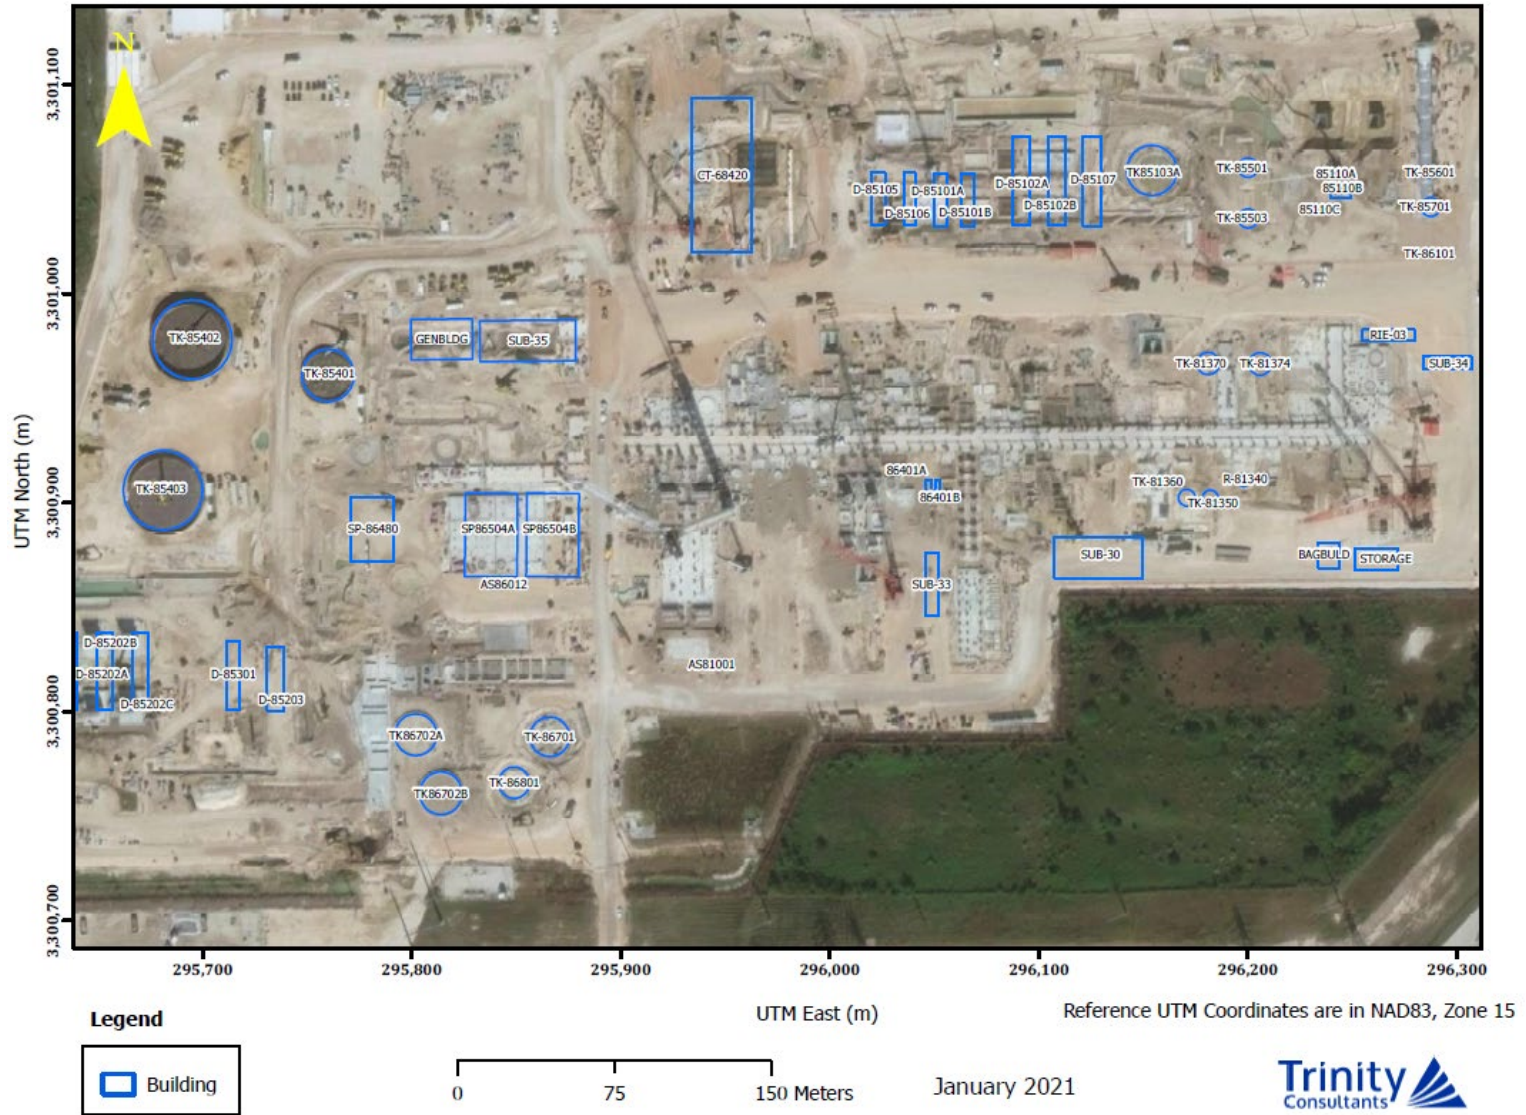 N
3,301,100
3,301,000
3,300,900
3,300,800
3,300,700
UTM North (m)
CT-68420
D-85105
D-85106
D-85101A
D-85101B
D-85102A
D-85102B
D-85107
TK85103A
TK-85501
TK-85503
85110A
85110B
85110C
TK-85601
TK-85701
TK-86101
TK-85402
TK-85401
GENBLDG
SUB-35
TK-81370
TK-81374
RIE-03
SUB-34
TK-85403
SP-86480
SP86504A
SP86504B
AS86012
86401A
86401B
TK-81360
TK-81350
R-81340
SUB-33
SUB-30
BAGBULD
STORAGE
D-85202B
D-85202A
D-85202C
D-85301
D-85203
AS81001
TK86702A
TK-86701
TK86702B
TK-86801
295,700
295,800
295,900
296,000
296,100
296,200
296,300
UTM East (m)
Reference UTM Coordinates are in NAD83, Zone 15
Legend
Building
0
75
150 Meters
January 2021
Trinity
Consultants